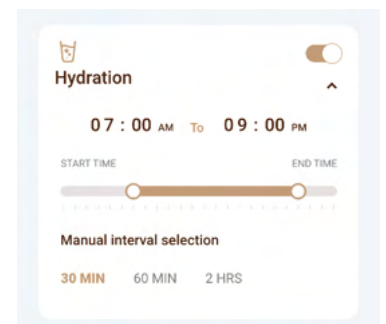 Hydration
07 : 00 AM To 09 : 00 PM
START TIME END TIME
Manual interval selection
30 MIN 60 MIN 2 HRS